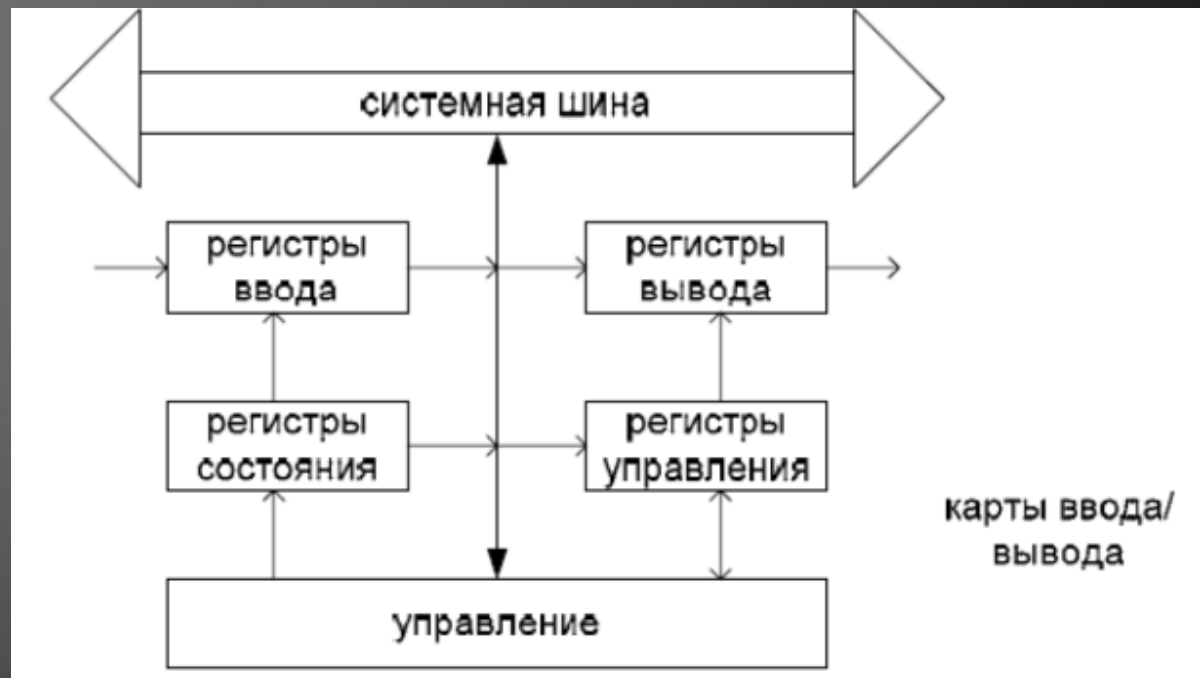 системная шина
регистры
ввода
регистры
вывода
регистры
состояния
регистры
управления
карты ввода/
вывода
управление